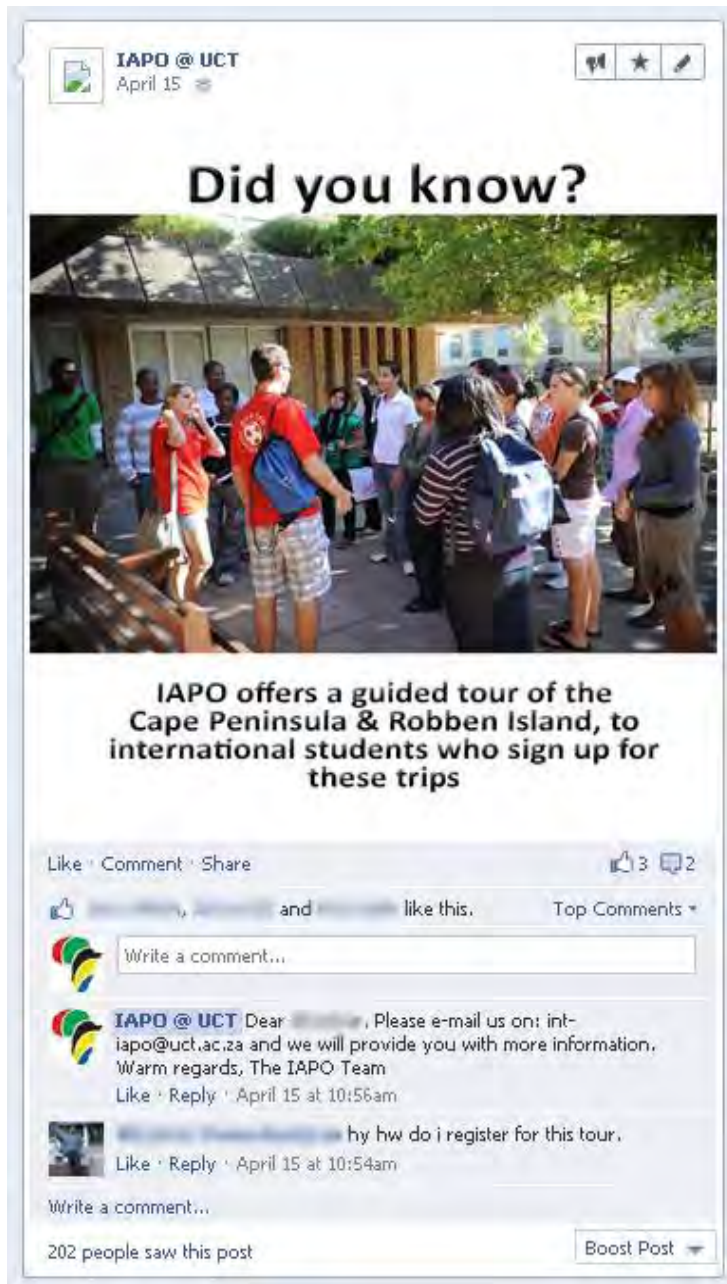 IAPO @ UCT
April 15
Did you know?
IAPO offers a guided tour of the
Cape Peninsula & Robben Island, to
international students who sign up for
these trips
Like · Comment · Share
3 2
, and like this.
Top Comments
Write a comment...
IAPO @ UCT Dear , Please e-mail us on: int-
iapo@uct.ac.za and we will provide you with more information.
Warm regards, The IAPO Team
Like · Reply · April 15 at 10:56am
hy hw do i register for this tour.
Like · Reply · April 15 at 10:54am
Write a comment...
202 people saw this post
Boost Post